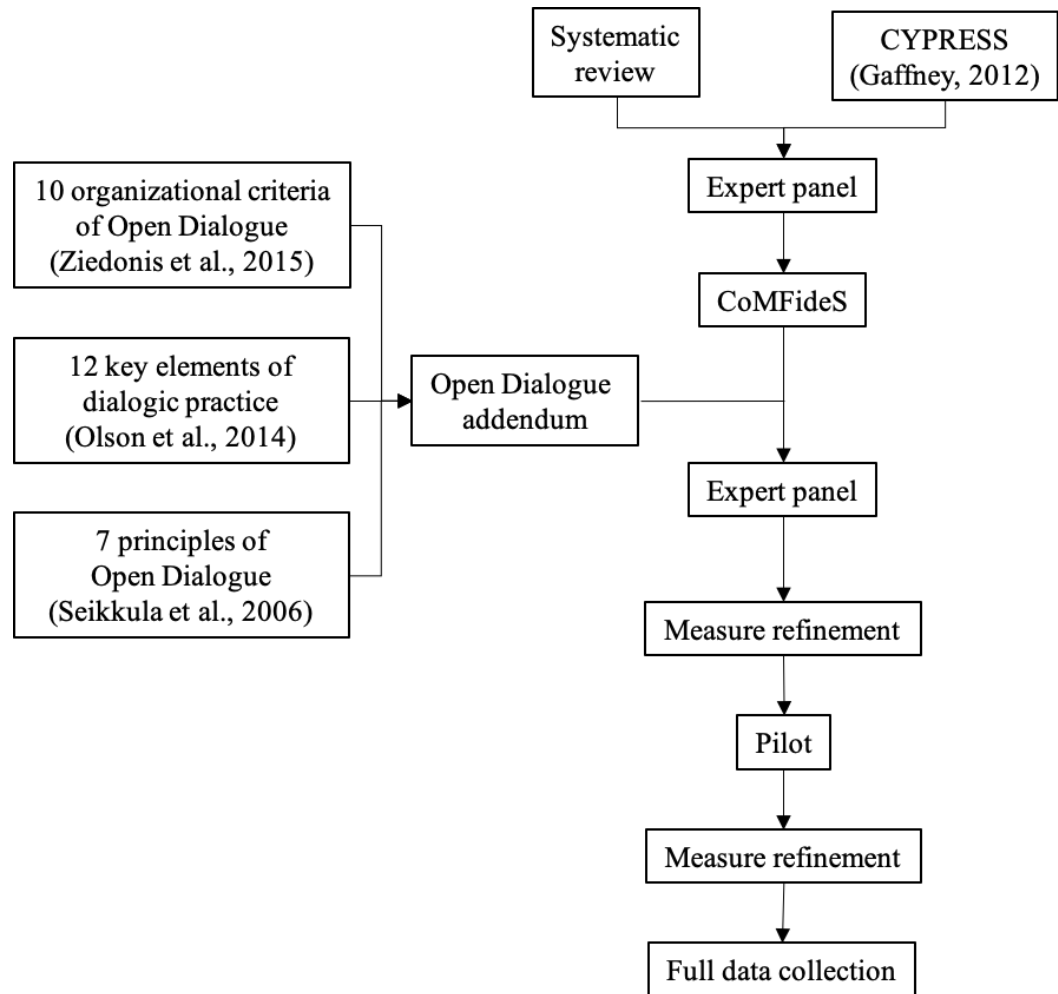 Systematic
review
CYPRESS
(Gaffney, 2012)
Expert panel
10 organizational criteria
of Open Dialogue
(Ziedonis et al., 2015)
CoMFideS
12 key elements of
dialogic practice
(Olson et al., 2014)
Open Dialogue
addendum
Expert panel
7 principles of
Open Dialogue
(Seikkula et al., 2006)
Measure refinement
Pilot
Measure refinement
Full data collection